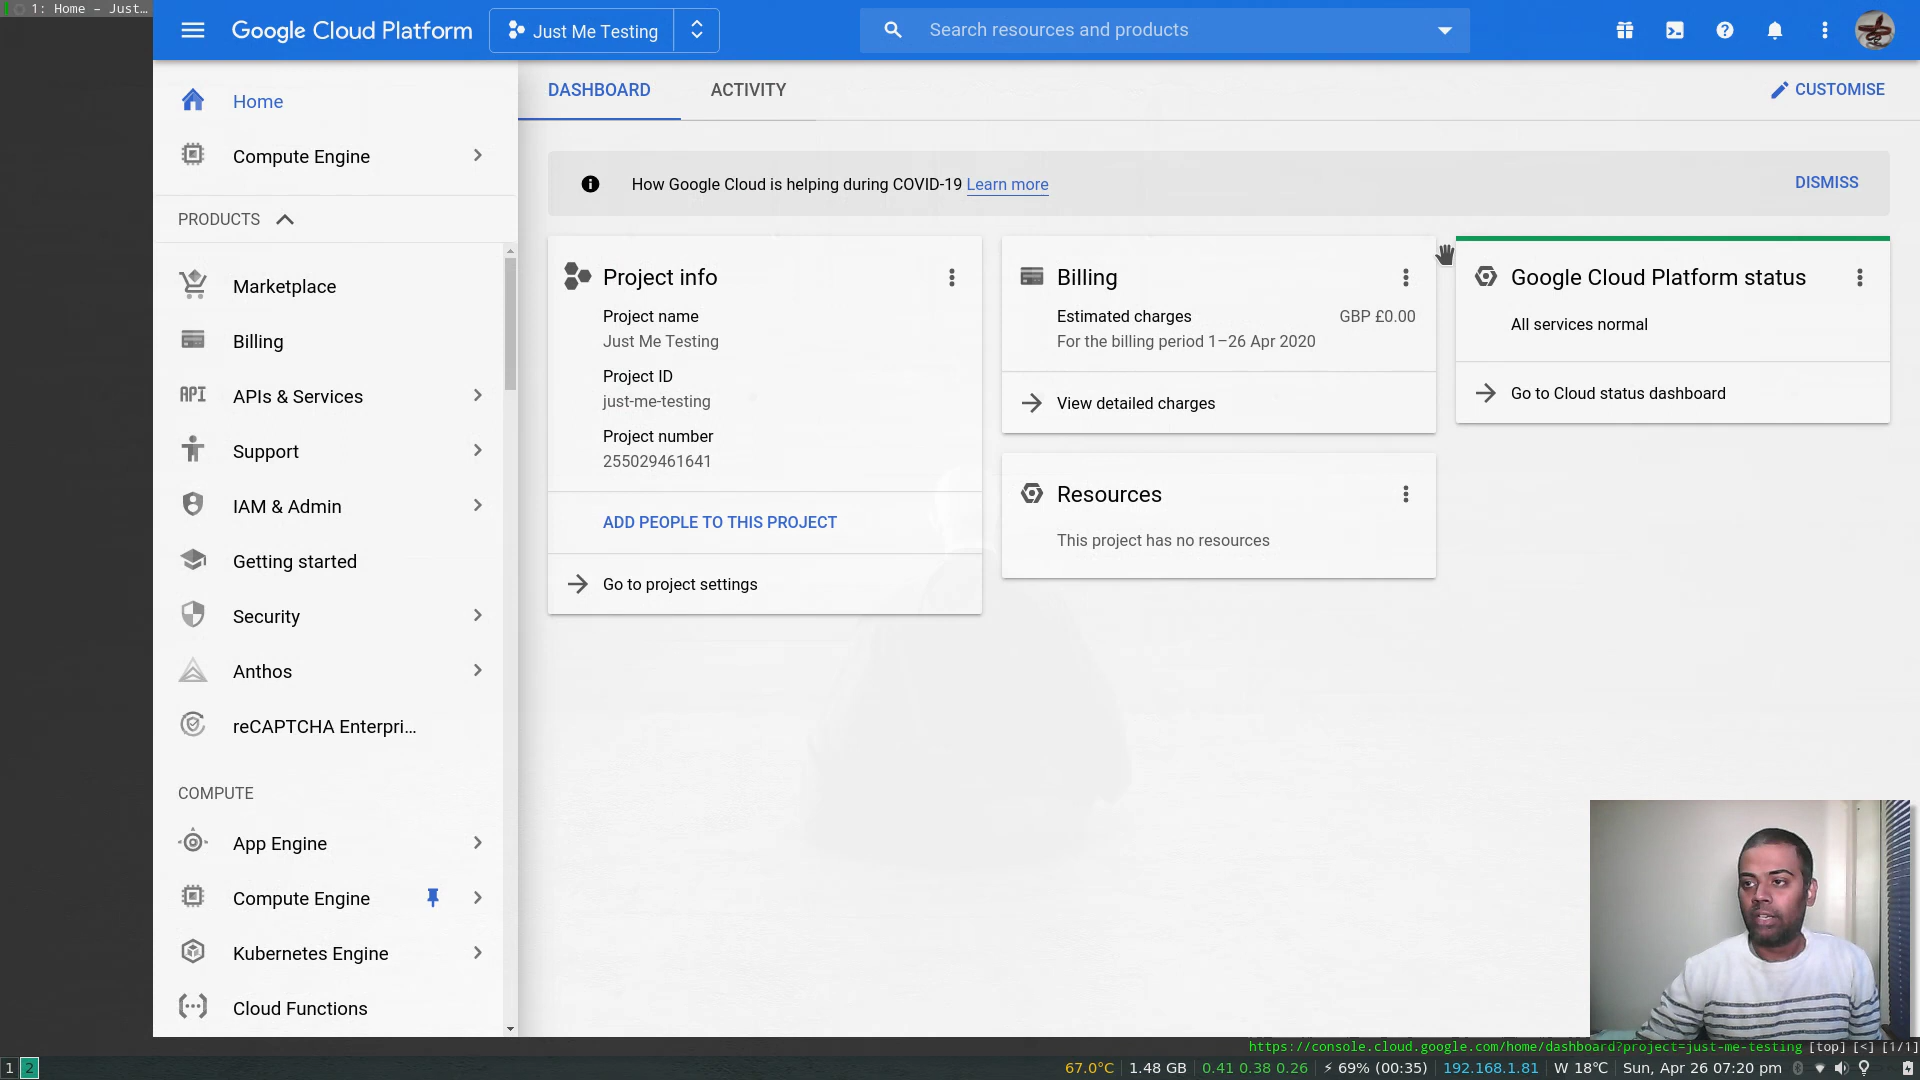 1: Home – Just…
Google Cloud Platform
Just Me Testing
Search resources and products
Home
Compute Engine
PRODUCTS
Marketplace
Billing
API
APIs & Services
Support
IAM & Admin
Getting started
Security
Anthos
reCAPTCHA Enterpri…
COMPUTE
App Engine
Compute Engine
Kubernetes Engine
Cloud Functions
DASHBOARD
ACTIVITY
CUSTOMISE
How Google Cloud is helping during COVID-19 Learn more
DISMISS
Project info
Project name
Just Me Testing
Project ID
just-me-testing
Project number
255029461641
ADD PEOPLE TO THIS PROJECT
Go to project settings
Billing
Estimated charges
GBP £0.00
For the billing period 1–26 Apr 2020
View detailed charges
Resources
This project has no resources
Google Cloud Platform status
All services normal
Go to Cloud status dashboard
https://console.cloud.google.com/home/dashboard?project=just-me-testing [top] [<] [1/1]
1 2
67.0°C 1.48 GB 0.41 0.38 0.26 ⚡ 69% (00:35) 192.168.1.81 W 18°C Sun, Apr 26 07:20 pm